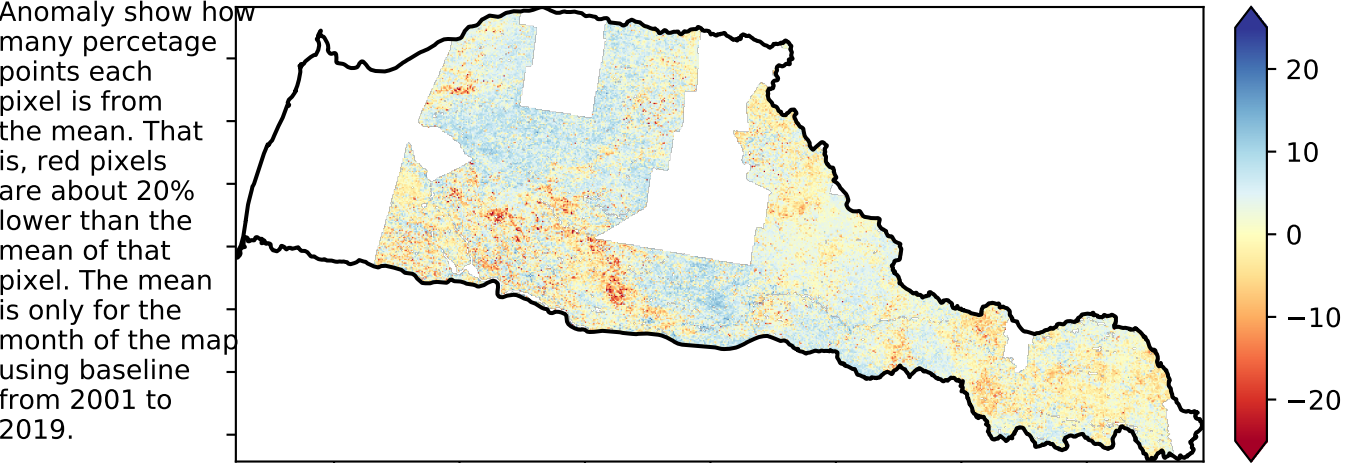 Anomaly show how
many percetage
points each
pixel is from
the mean. That
is, red pixels
are about 20%
lower than the
mean of that
pixel. The mean
is only for the
month of the map
using baseline
from 2001 to
2019.
20
10
0
−10
−20